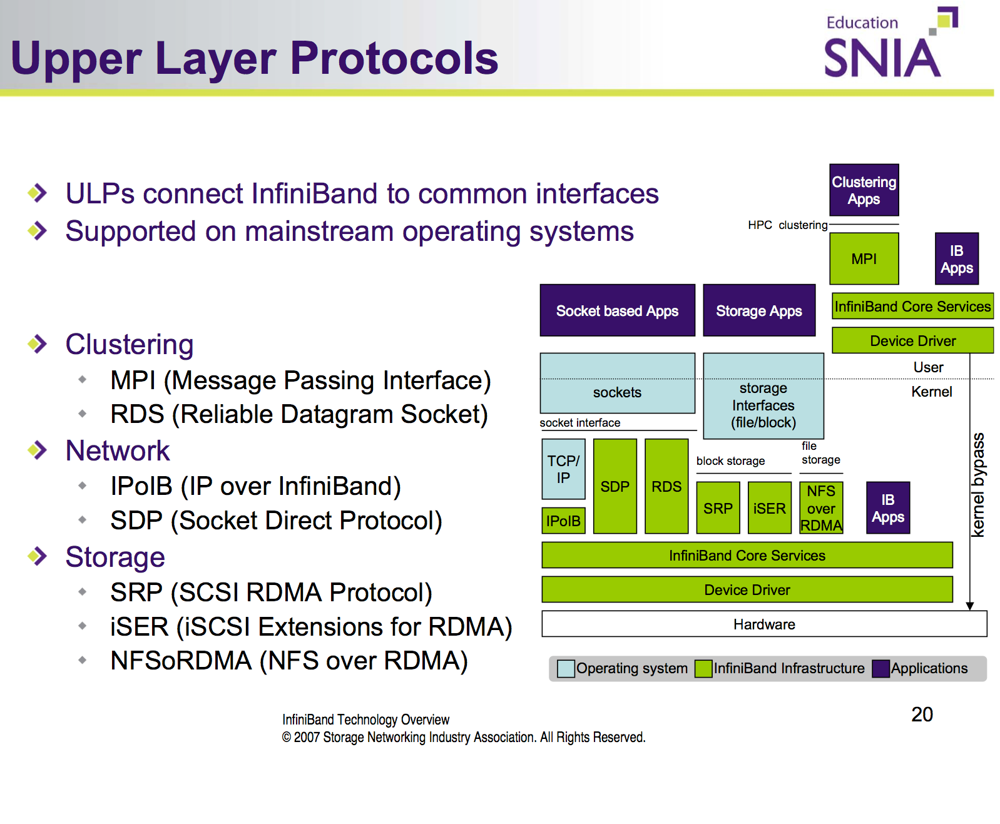 Upper Layer Protocols
Education
SNIA
ULPs connect InfiniBand to common interfaces
Supported on mainstream operating systems
Clustering
MPI (Message Passing Interface)
RDS (Reliable Datagram Socket)
Network
IPoIB (IP over InfiniBand)
SDP (Socket Direct Protocol)
Storage
SRP (SCSI RDMA Protocol)
iSER (iSCSI Extensions for RDMA)
NFSoRDMA (NFS over RDMA)
Clustering
Apps
HPC clustering
MPI
IB
Apps
Socket based Apps
Storage Apps
InfiniBand Core Services
Device Driver
User
Kernel
sockets
storage
Interfaces
(file/block)
socket interface
TCP/
IP
IPoIB
SDP
RDS
block storage
file
storage
SRP
iSER
NFS
over
RDMA
IB
Apps
kernel bypass
InfiniBand Core Services
Device Driver
Hardware
Operating system
InfiniBand Infrastructure
Applications
InfiniBand Technology Overview
© 2007 Storage Networking Industry Association. All Rights Reserved.
20